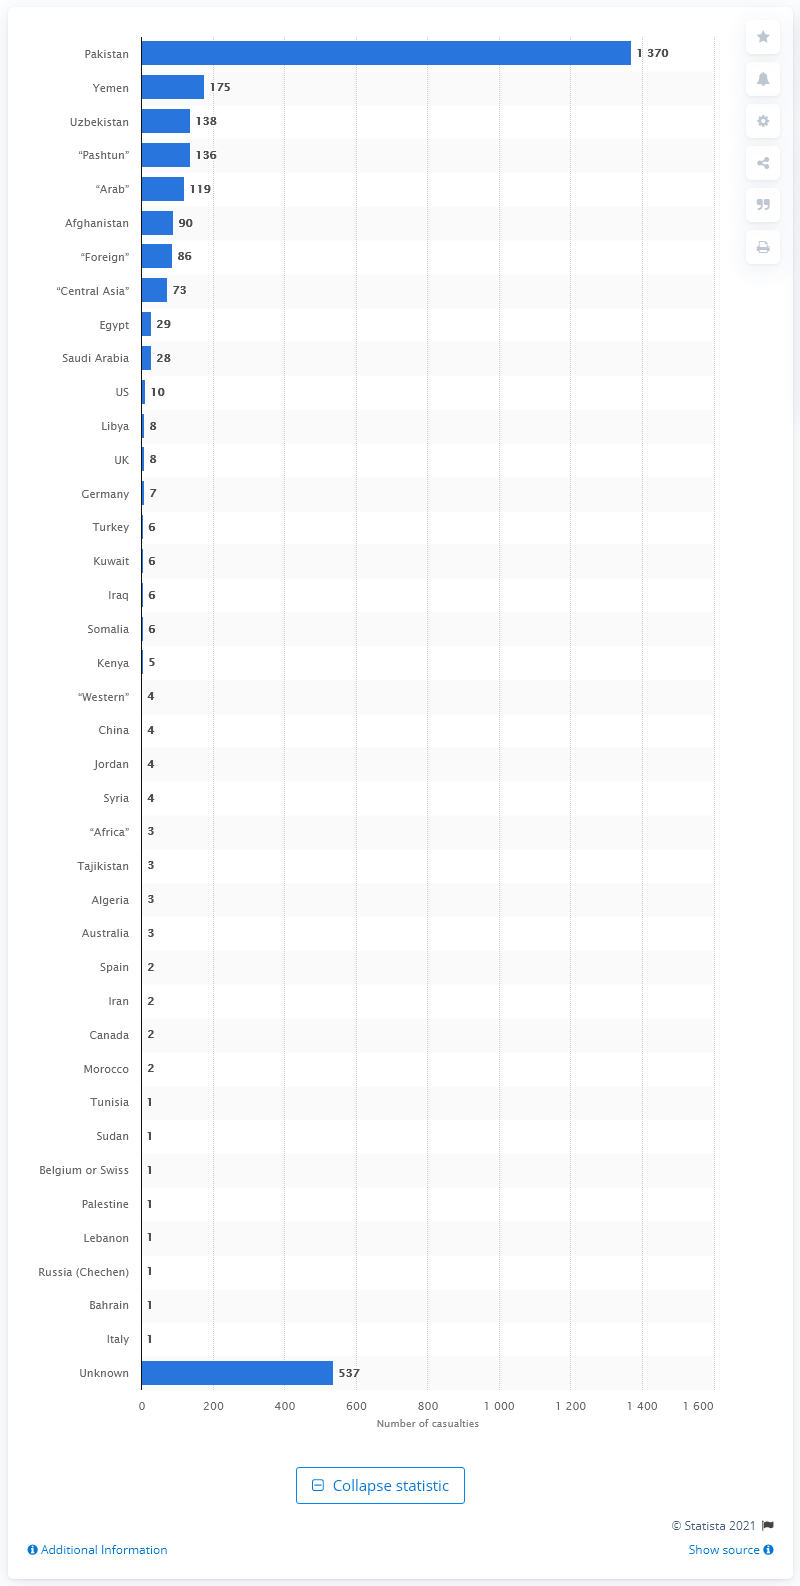 Pakistan 1 370
Yemen 175
Uzbekistan 138
“Pashtun” 136
“Arab” 119
Afghanistan 90
“Foreign” 86
“Central Asia” 73
Egypt 29
Saudi Arabia 28
US 10
Libya 8
UK 8
Germany 7
Turkey 6
Kuwait 6
Iraq 6
Somalia 6
Kenya 5
“Western” 4
China 4
Jordan 4
Syria 4
“Africa” 3
Tajikistan 3
Algeria 3
Australia 3
Spain 2
Iran 2
Canada 2
Morocco 2
Tunisia 1
Sudan 1
Belgium or Swiss 1
Palestine 1
Lebanon 1
Russia (Chechen) 1
Bahrain 1
Italy 1
Unknown 537
0 200 400 600 800 1 000 1 200 1 400 1 600
Number of casualties
Collapse statistic
© Statista 2021
Additional Information Show source